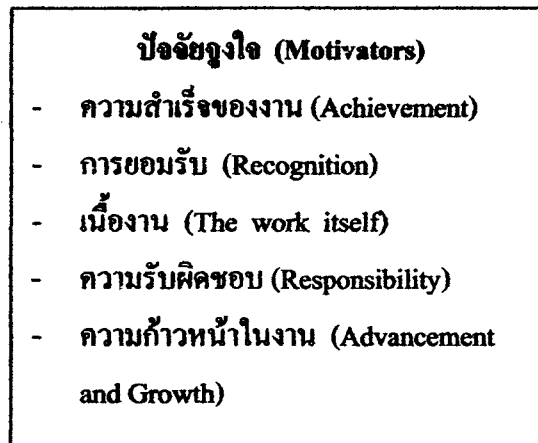 ปัจจัยจูงใจ (Motivators)
- ความสำเร็จของงาน (Achievement)
- การยอมรับ (Recognition)
- เนื้องาน (The work itself)
- ความรับผิดชอบ (Responsibility)
- ความก้าวหน้าในงาน (Advancement
and Growth)